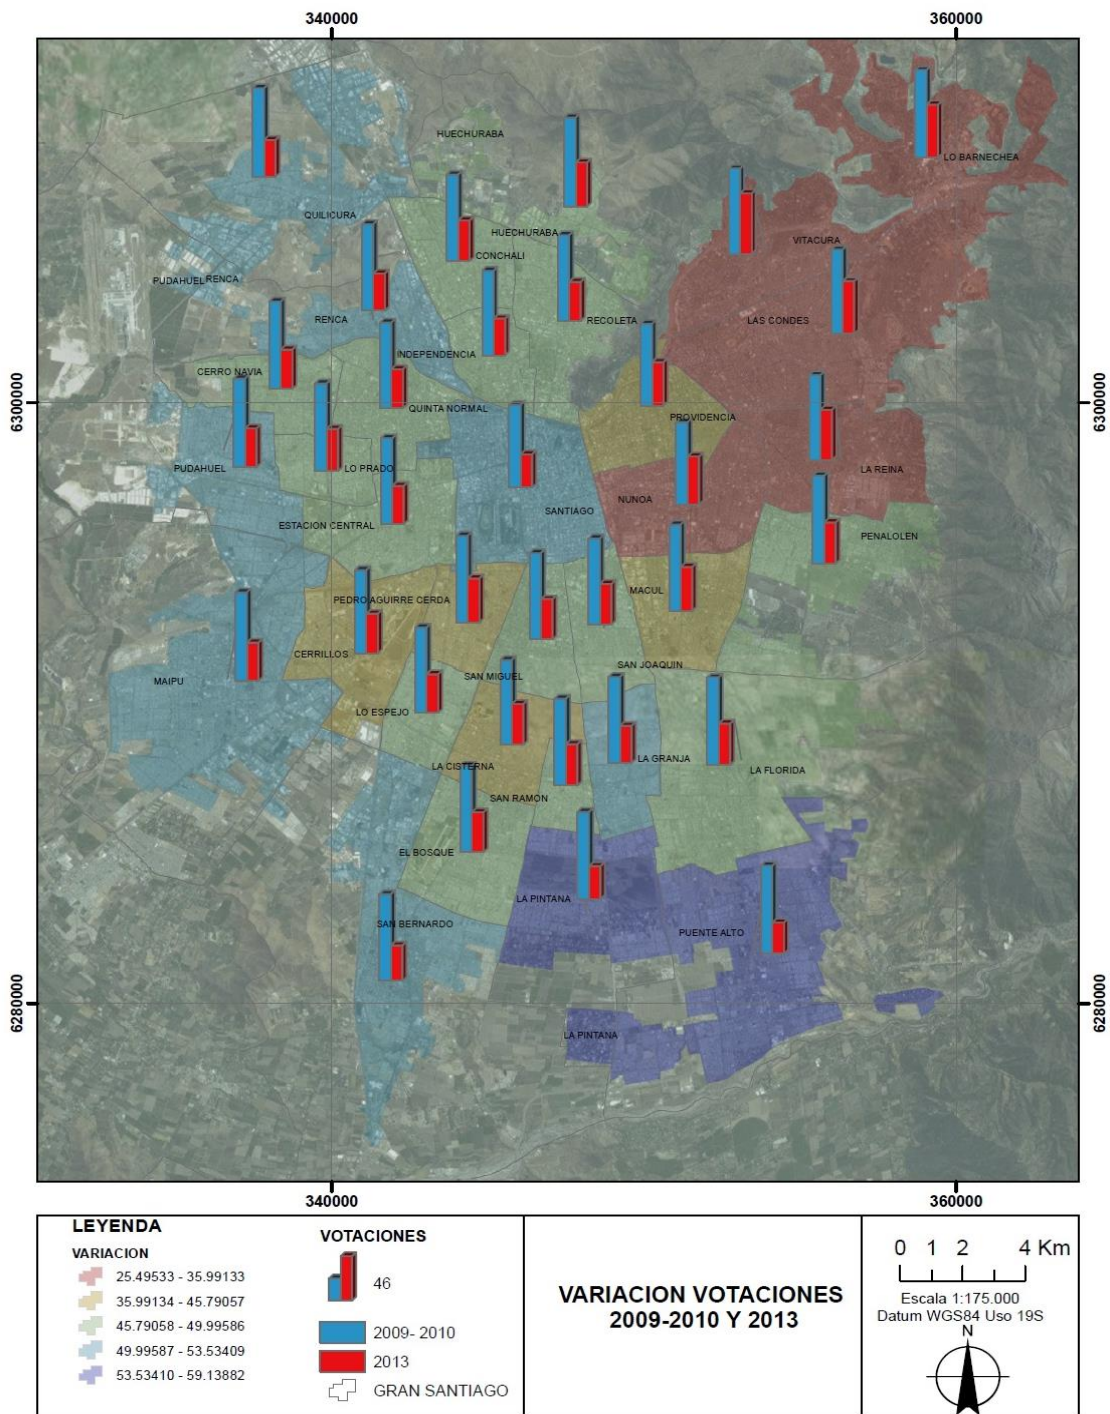 340000
360000
HUECHURABA
LO BARNECHEA
QUILICURA
HUECHURABA
VITACURA
CONCHALI
PUDAHUEL
RENCA
RENCA
RECOLETA
LAS CONDES
INDEPENDENCIA
CERRO NAVIA
6300000
6300000
QUINTA NORMAL
PROVIDENCIA
PUDAHUEL
LO PRADO
LA REINA
NUNOA
SANTIAGO
ESTACION CENTRAL
PENALOLEN
MACUL
PEDRO AGUIRRE CERDA
CERRILLOS
SAN JOAQUIN
MAIPU
SAN MIGUEL
LO ESPEJO
LA GRANJA
LA CISTERNA
LA FLORIDA
SAN RAMON
EL BOSQUE
LA PINTANA
SAN BERNARDO
PUENTE ALTO
6280000
6280000
LA PINTANA
340000
360000
LEYENDA
VARIACION
25.49533 - 35.99133
35.99134 - 45.79057
45.79058 - 49.99586
49.99587 - 53.53409
53.53410 - 59.13882
VOTACIONES
46
2009- 2010
2013
GRAN SANTIAGO
VARIACION VOTACIONES
2009-2010 Y 2013
0 1 2 4 Km
Escala 1:175.000
Datum WGS84 Uso 19S
N